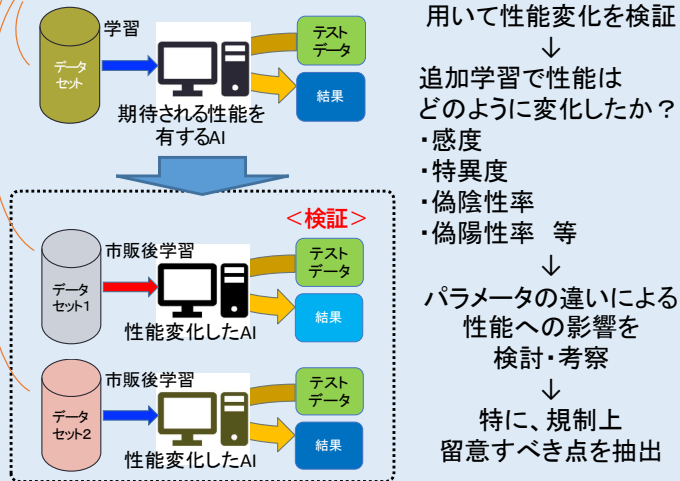 学習
データ
セット
テスト
データ
結果
期待される性能を
有するAI
<検証>
市販後学習
データ
セット1
テスト
データ
結果
性能変化したAI
市販後学習
データ
セット2
テスト
データ
結果
性能変化したAI
用いて性能変化を検証
↓
追加学習で性能は
どのように変化したか？
・感度
・特異度
・偽陰性率
・偽陽性率　等
↓
パラメータの違いによる
性能への影響を
検討・考察
↓
特に、規制上
留意すべき点を抽出